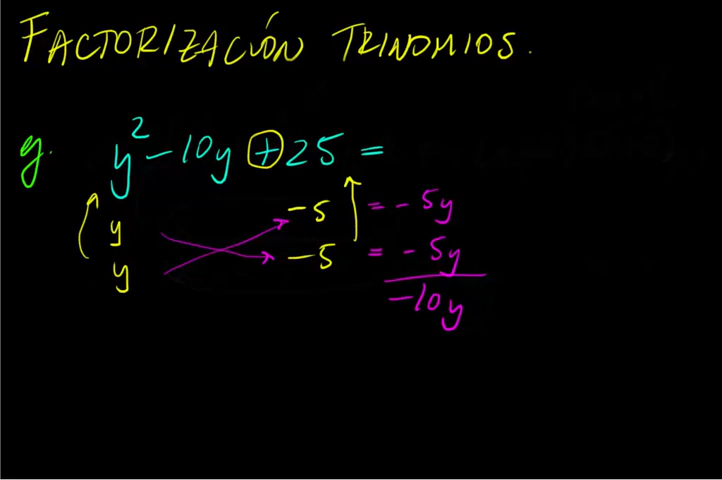 FACTORIZACIÓN TRINOMIOS.
g. y² - 10y + 25 =
y - 5 = - 5y
y - 5 = - 5y
- 10y